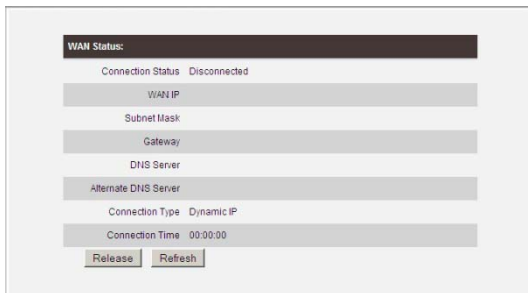 WAN Status:
Connection Status Disconnected
WAN IP
Subnet Mask
Gateway
DNS Server
Alternate DNS Server
Connection Type Dynamic IP
Connection Time 00:00:00
Release Refresh